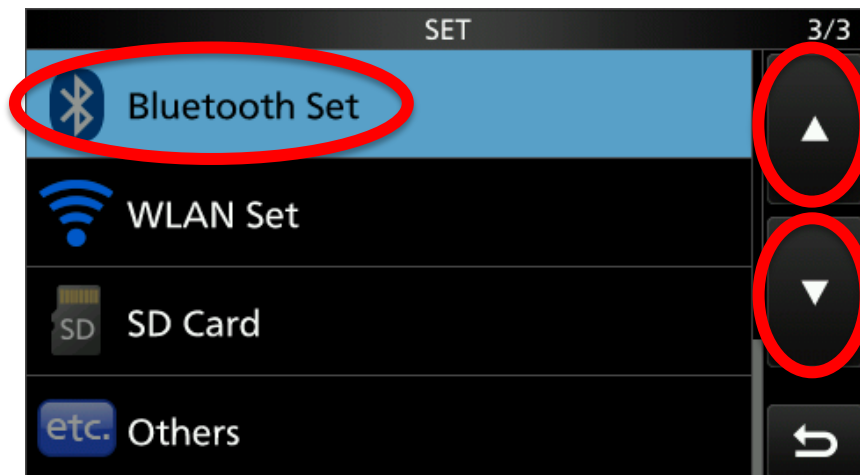 SET 3/3
Bluetooth Set
WLAN Set
SD
SD Card
etc.
Others